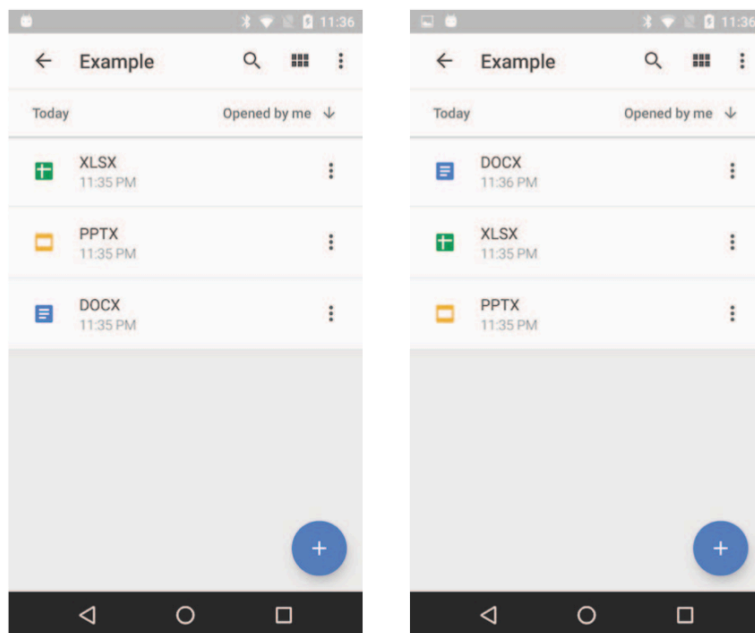 11:36
Example
Today Opened by me
XLSX
11:35 PM
PPTX
11:35 PM
DOCX
11:35 PM
11:36
Example
Today Opened by me
DOCX
11:36 PM
XLSX
11:35 PM
PPTX
11:35 PM